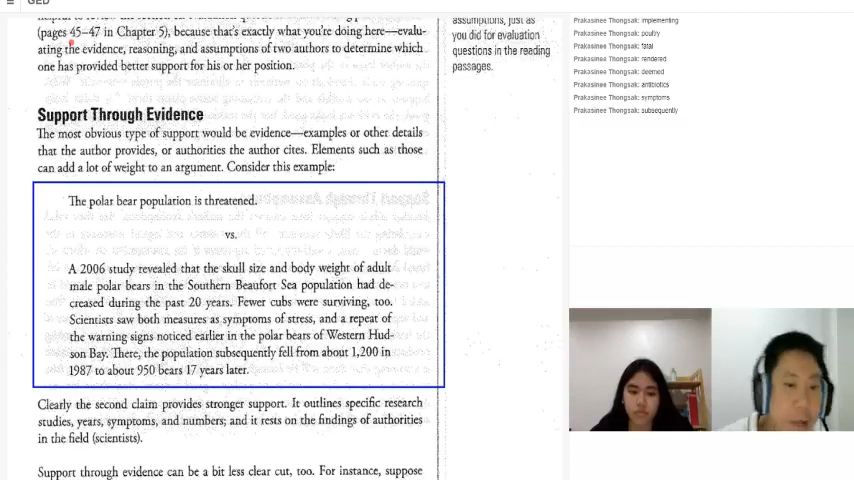 GED
(pages 45–47 in Chapter 5), because that's exactly what you're doing here—evalu-
ating the evidence, reasoning, and assumptions of two authors to determine which
one has provided better support for his or her position.
Support Through Evidence
The most obvious type of support would be evidence—examples or other details
that the author provides, or authorities the author cites. Elements such as those
can add a lot of weight to an argument. Consider this example:
The polar bear population is threatened.
vs.
A 2006 study revealed that the skull size and body weight of adult
male polar bears in the Southern Beaufort Sea population had de-
creased during the past 20 years. Fewer cubs were surviving, too.
Scientists saw both measures as symptoms of stress, and a repeat of
the warning signs noticed earlier in the polar bears of Western Hud-
son Bay. There, the population subsequently fell from about 1,200 in
1987 to about 950 bears 17 years later.
Clearly the second claim provides stronger support. It outlines specific research
studies, years, symptoms, and numbers; and it rests on the findings of authorities
in the field (scientists).
Support through evidence can be a bit less clear cut, too. For instance, suppose
assumptions, just as
you did for evaluation
questions in the reading
passages.
Prakasinee Thongsak: implementing
Prakasinee Thongsak: poultry
Prakasinee Thongsak: fatal
Prakasinee Thongsak: rendered
Prakasinee Thongsak: deemed
Prakasinee Thongsak: antibiotics
Prakasinee Thongsak: symptoms
Prakasinee Thongsak: subsequently